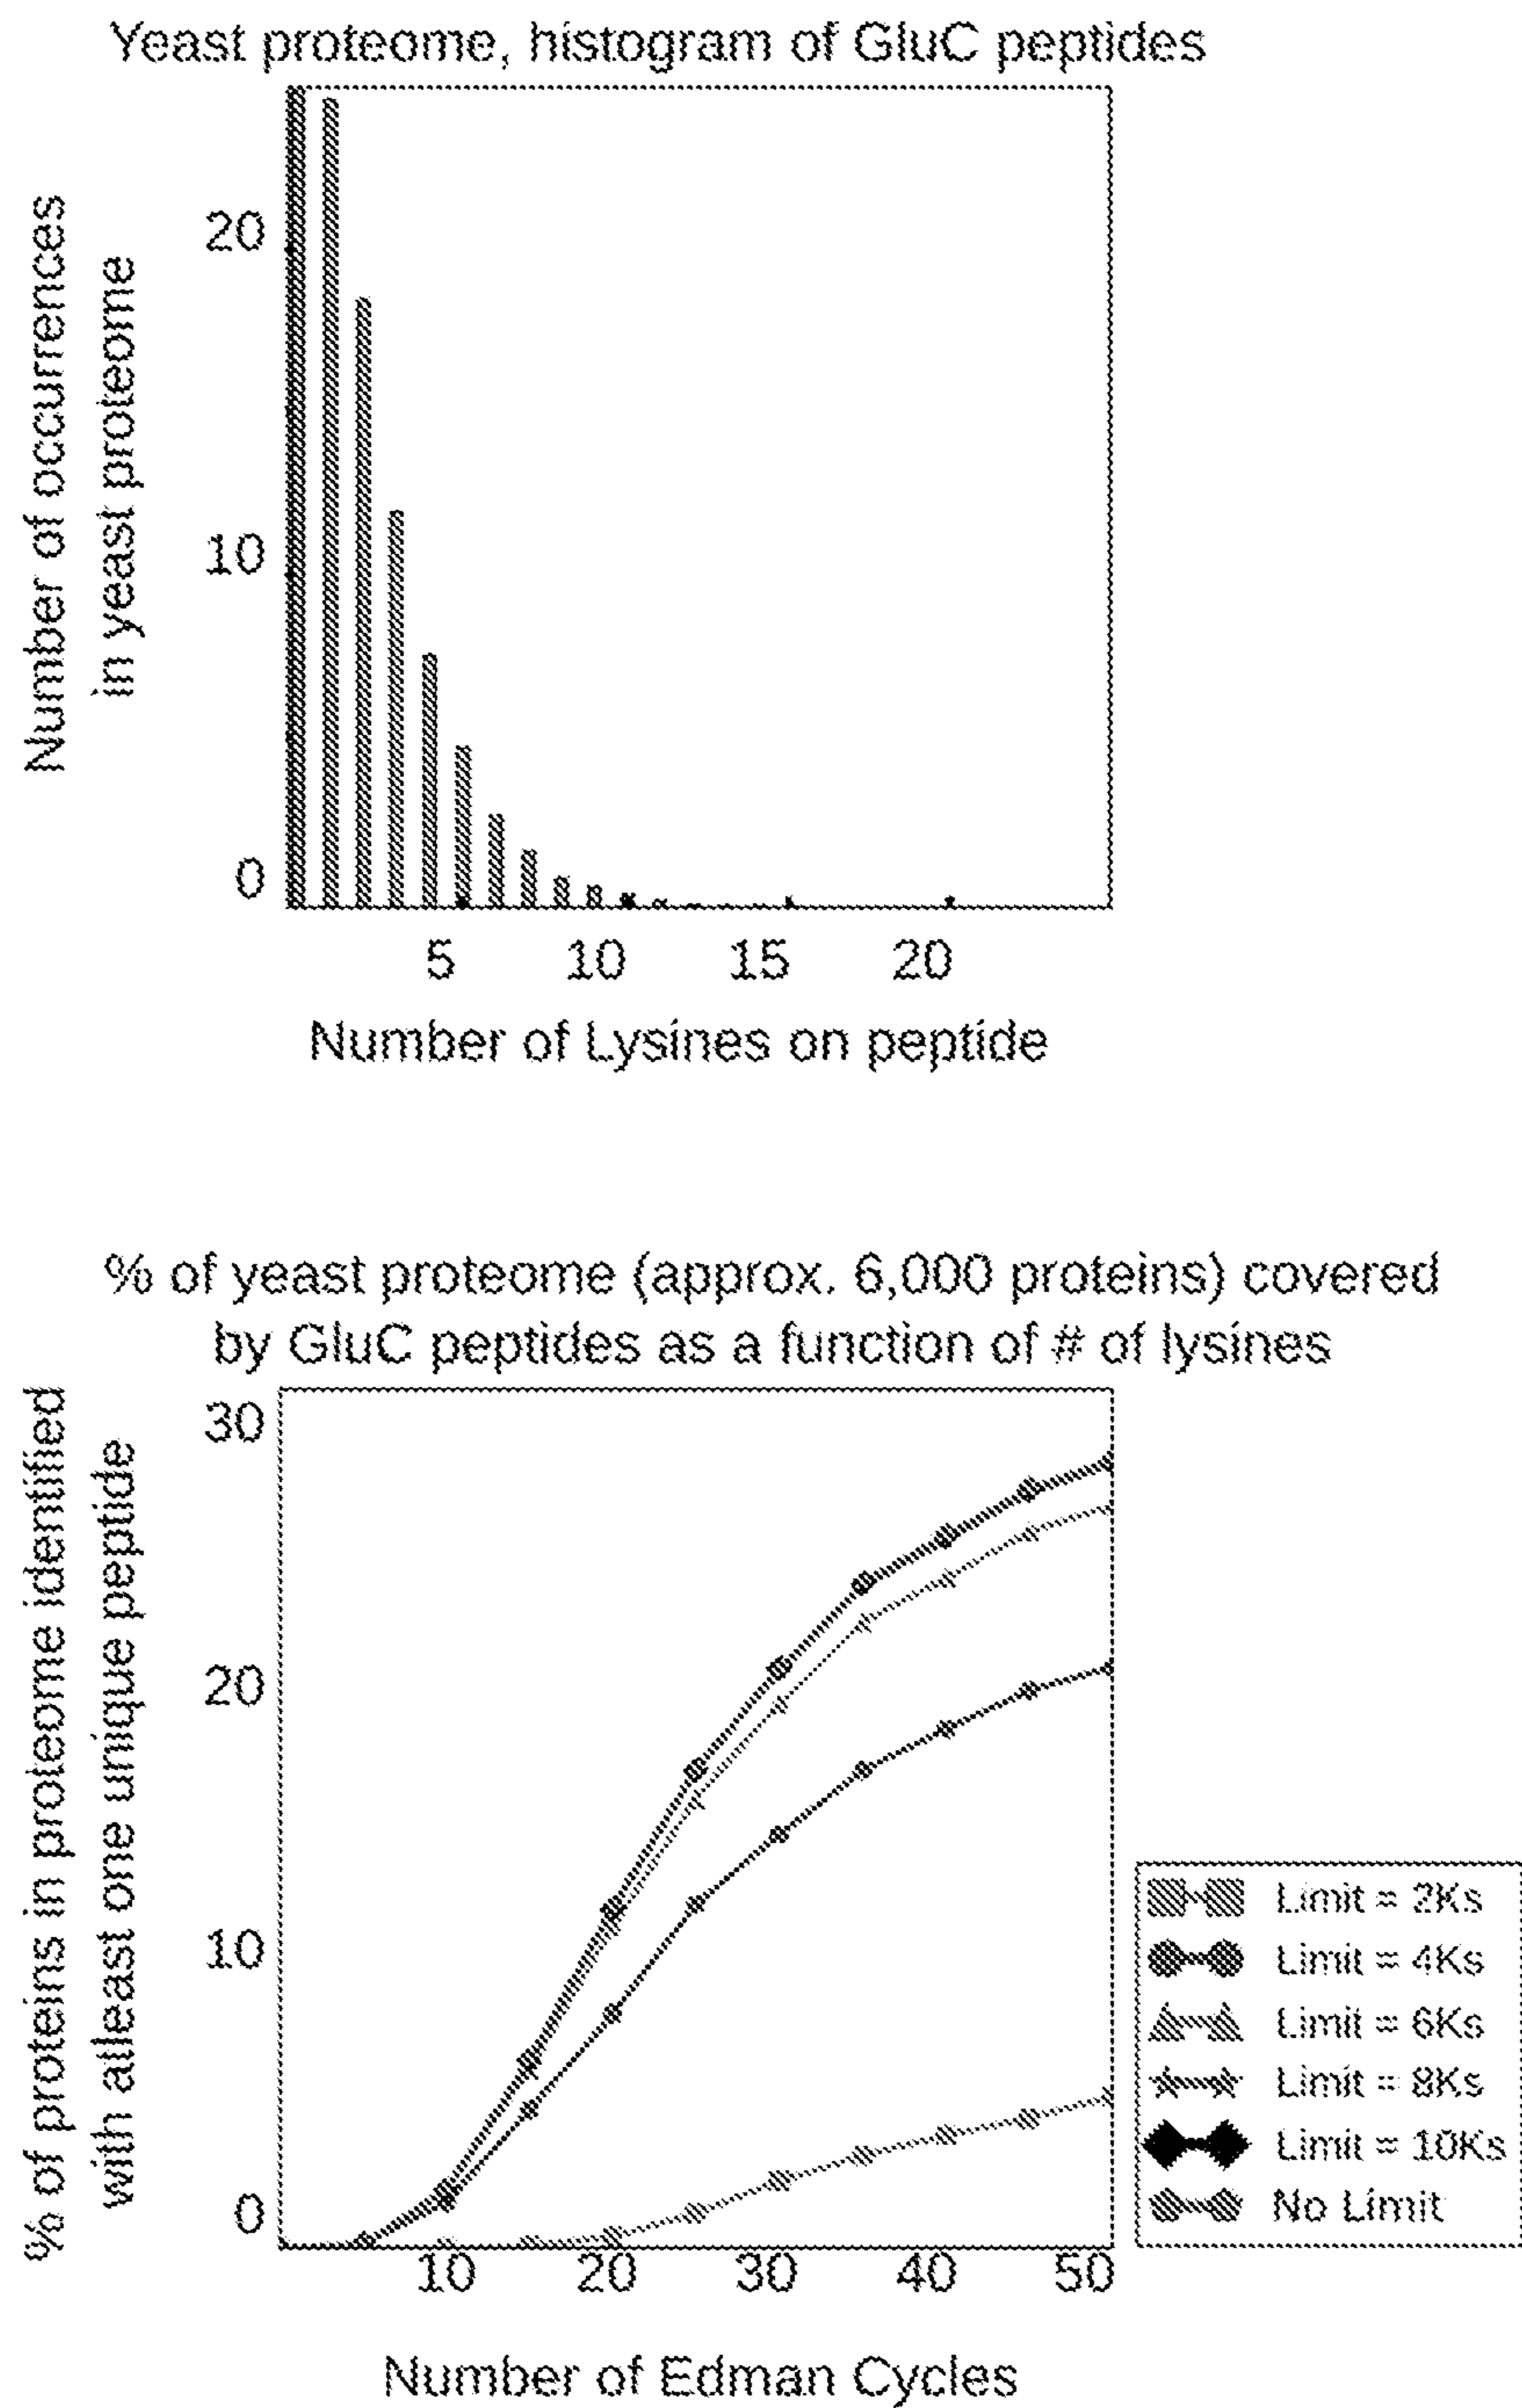 Yeast proteome, histogram of GluC peptides
Number of occurrences
in yeast proteome
20
10
0
5 10 15 20
Number of Lysines on peptide
% of yeast proteome (approx. 6,000 proteins) covered
by GluC peptides as a function of # of lysines
% of proteins in proteome identified
with atleast one unique peptide
30
20
10
0
10 20 30 40 50
Number of Edman Cycles
Limit = 2Ks
Limit = 4Ks
Limit = 6Ks
Limit = 8Ks
Limit = 10Ks
No Limit